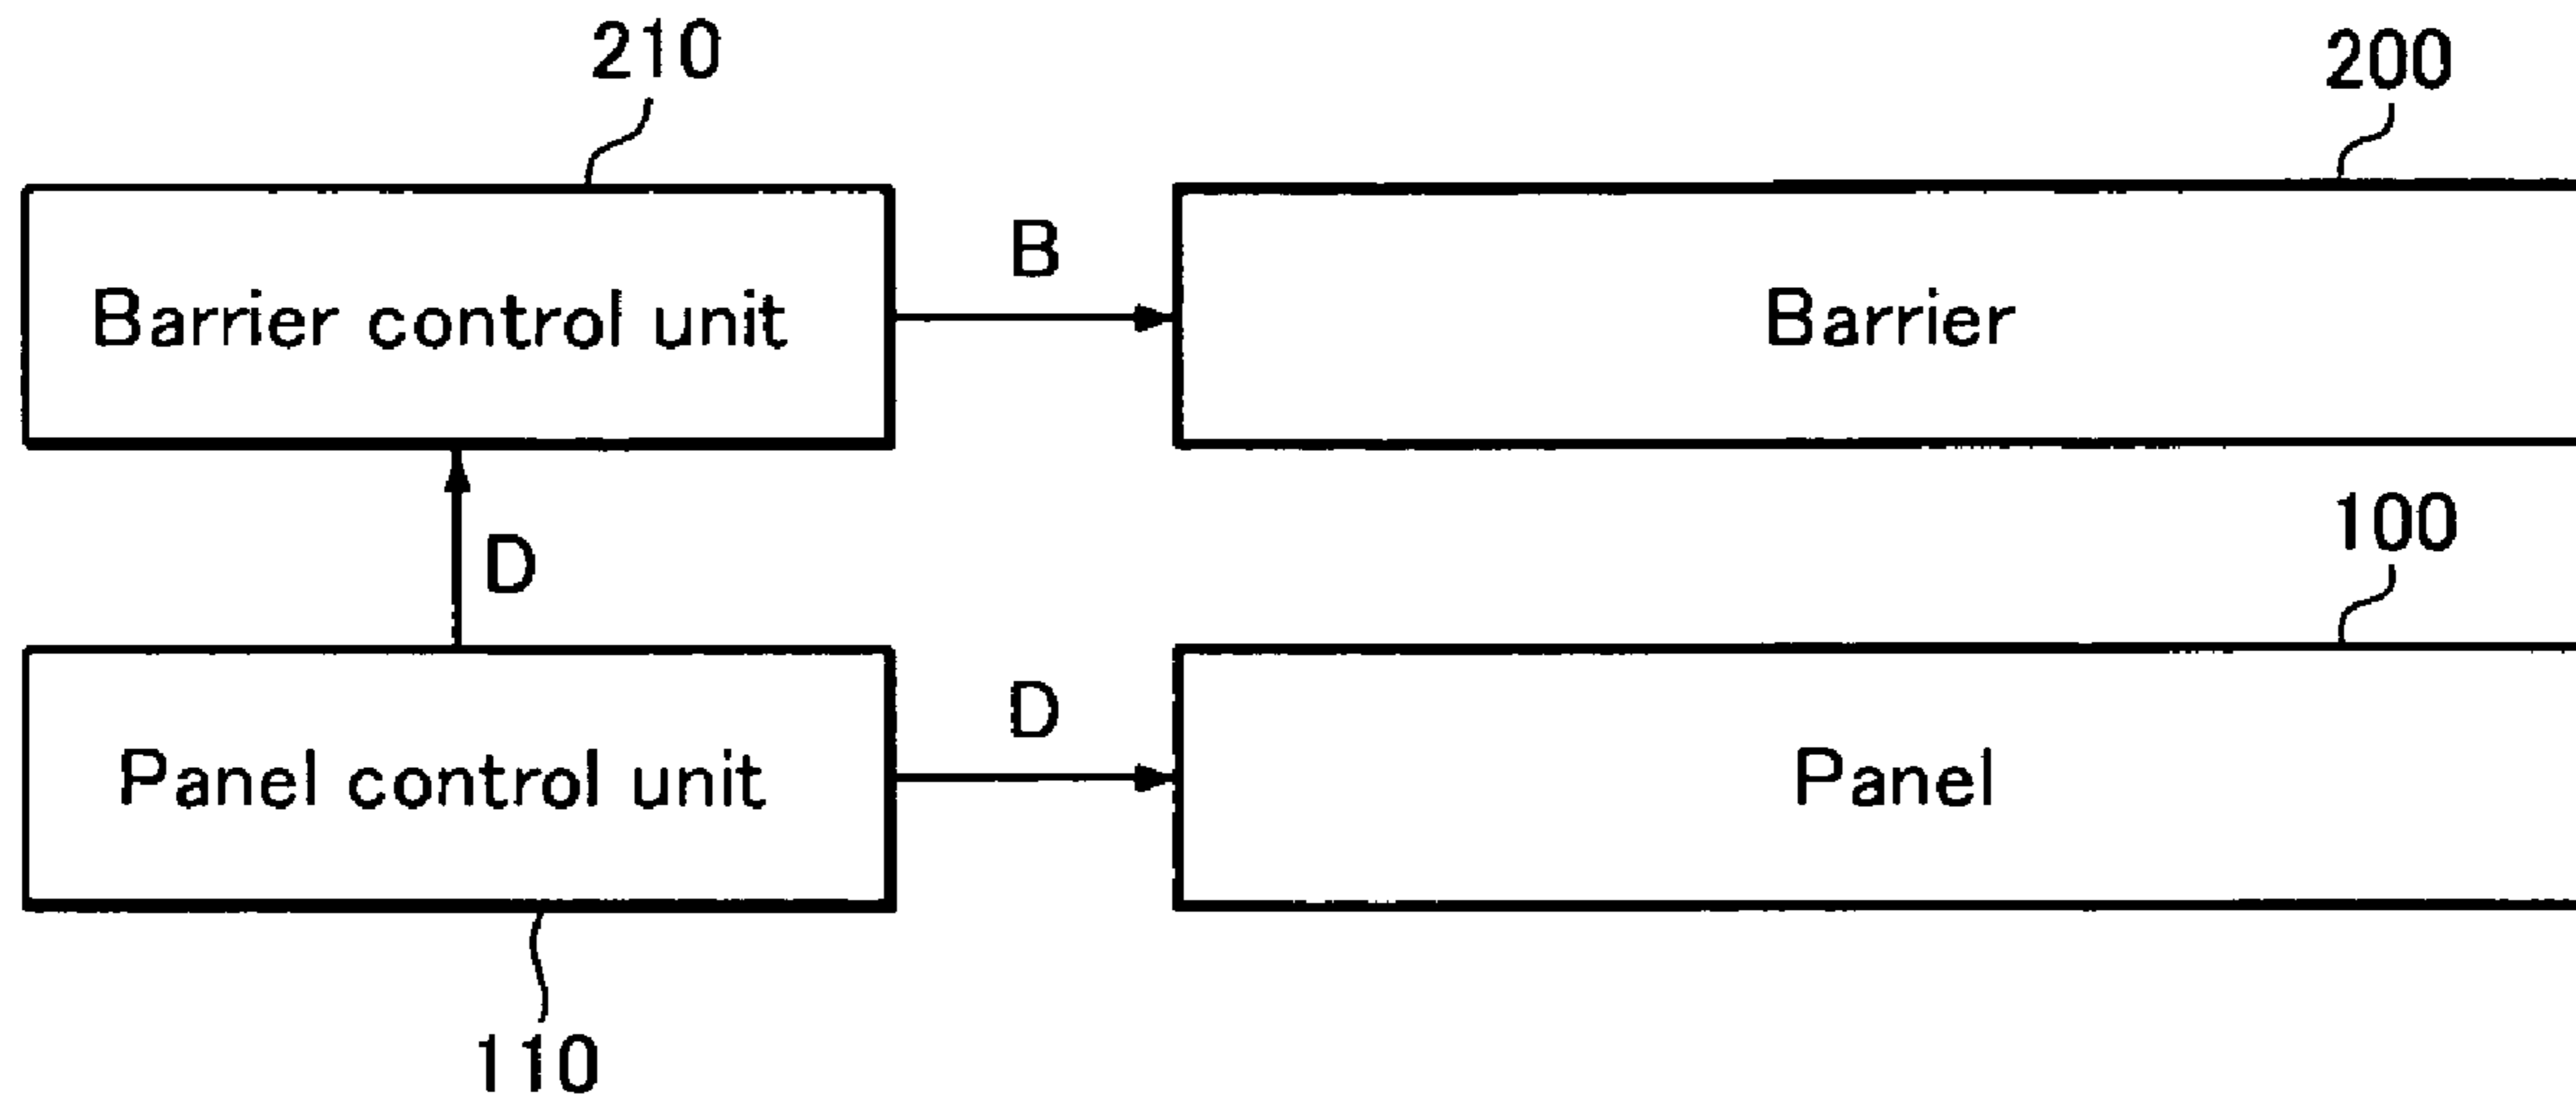 210
200
Barrier control unit
B
Barrier
D
100
Panel control unit
D
Panel
110